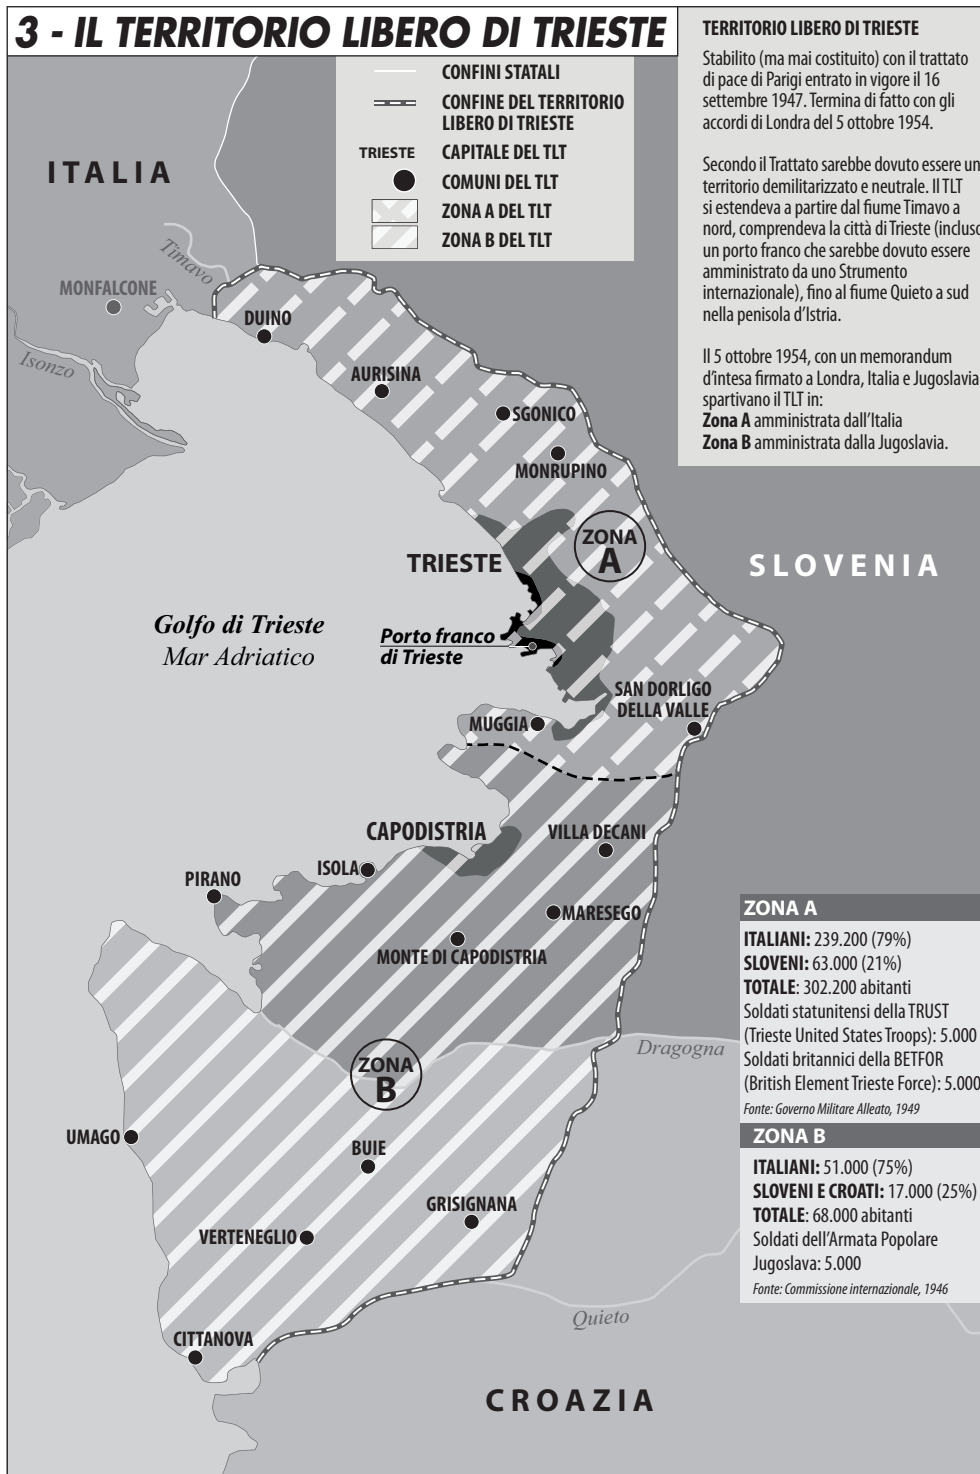 3 - IL TERRITORIO LIBERO DI TRIESTE
CONFINI STATALI
CONFINE DEL TERRITORIO
LIBERO DI TRIESTE
TRIESTE CAPITALE DEL TLT
COMUNI DEL TLT
ZONA A DEL TLT
ZONA B DEL TLT
TERRITORIO LIBERO DI TRIESTE
Stabilito (ma mai costituito) con il trattato
di pace di Parigi entrato in vigore il 16
settembre 1947. Termina di fatto con gli
accordi di Londra del 5 ottobre 1954.
Secondo il Trattato sarebbe dovuto essere un
territorio demilitarizzato e neutrale. Il TLT
si estendeva a partire dal fiume Timavo a
nord, comprendeva la città di Trieste (incluso
un porto franco che sarebbe dovuto essere
amministrato da uno Strumento
internazionale), fino al fiume Quieto a sud
nella penisola d'Istria.
Il 5 ottobre 1954, con un memorandum
d'intesa firmato a Londra, Italia e Jugoslavia
spartivano il TLT in:
Zona A amministrata dall'Italia
Zona B amministrata dalla Jugoslavia.
ITALIA
Timavo
MONFALCONE
Isonzo
DUINO
AURISINA
SGONICO
MONRUPINO
ZONA
A
TRIESTE
SLOVENIA
Golfo di Trieste
Mar Adriatico
Porto franco
di Trieste
SAN DORLIGO
DELLA VALLE
MUGGIA
CAPODISTRIA
VILLA DECANI
ISOLA
PIRANO
MARESEGO
MONTE DI CAPODISTRIA
Dragogna
ZONA
B
UMAGO
BUIE
GRISIGNANA
VERTENEGLIO
Quieto
CITTANOVA
CROAZIA
ZONA A
ITALIANI: 239.200 (79%)
SLOVENI: 63.000 (21%)
TOTALE: 302.200 abitanti
Soldati statunitensi della TRUST
(Trieste United States Troops): 5.000
Soldati britannici della BETFOR
(British Element Trieste Force): 5.000
Fonte: Governo Militare Alleato, 1949
ZONA B
ITALIANI: 51.000 (75%)
SLOVENI E CROATI: 17.000 (25%)
TOTALE: 68.000 abitanti
Soldati dell'Armata Popolare
Jugoslava: 5.000
Fonte: Commissione internazionale, 1946